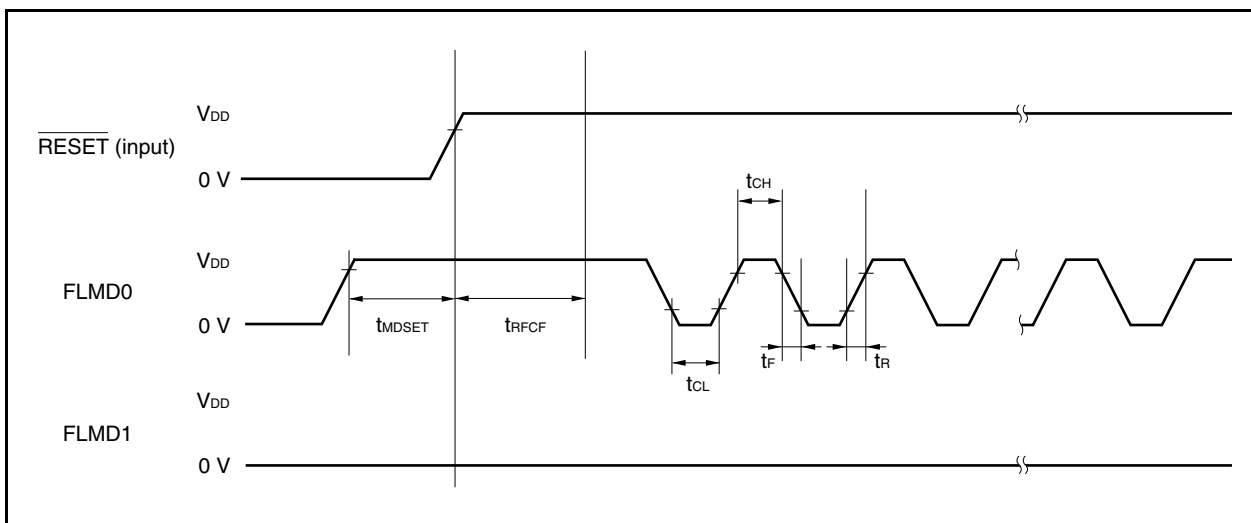 VDD
RESET (input)
0 V
tCH
VDD
FLMD0
tMDSET
tRFCF
0 V
tF
tR
tCL
VDD
FLMD1
0 V